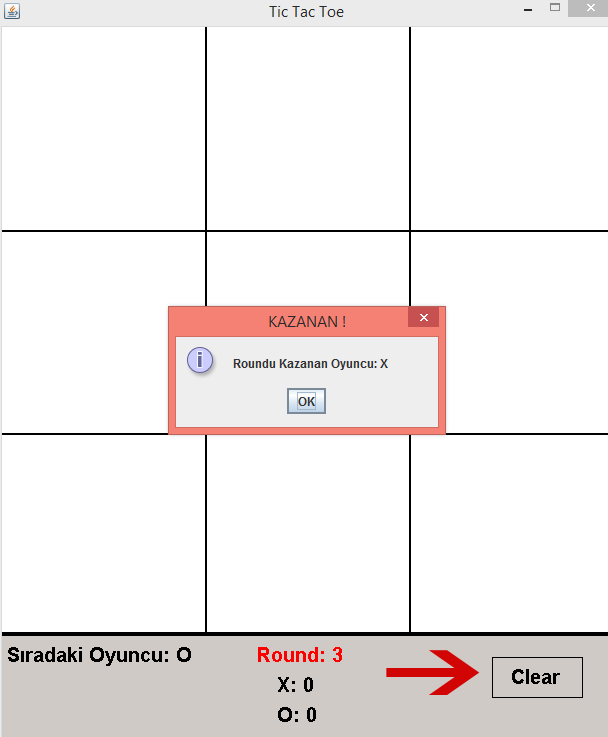 Tic Tac Toe
KAZANAN !
Roundu Kazanan Oyuncu: X
OK
Sıradaki Oyuncu: O
Round: 3
X: 0
O: 0
Clear